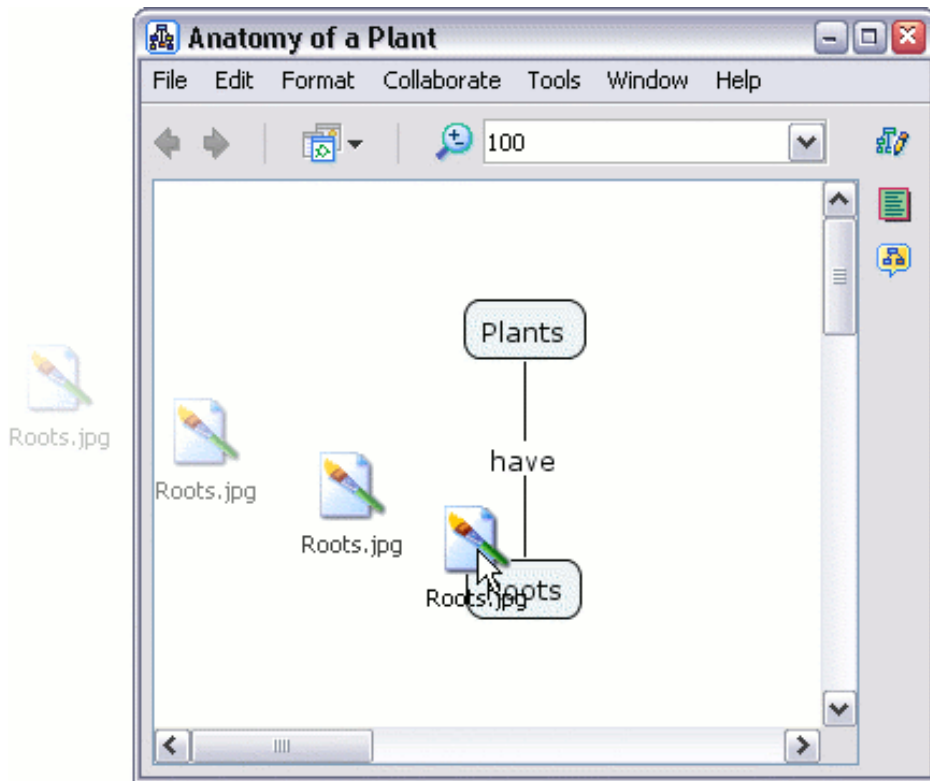 Anatomy of a Plant
File Edit Format Collaborate Tools Window Help
100
Plants
have
Roots.jpg
Roots.jpg
Roots.jpg
Roots
Roots.jpg